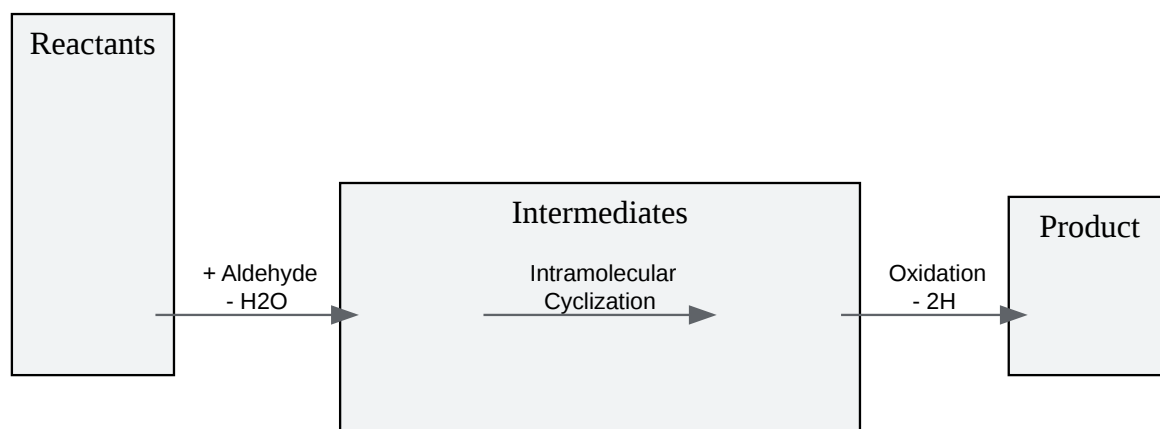 Reactants
Intermediates
Product
+ Aldehyde
- H2O
Intramolecular
Cyclization
Oxidation
- 2H